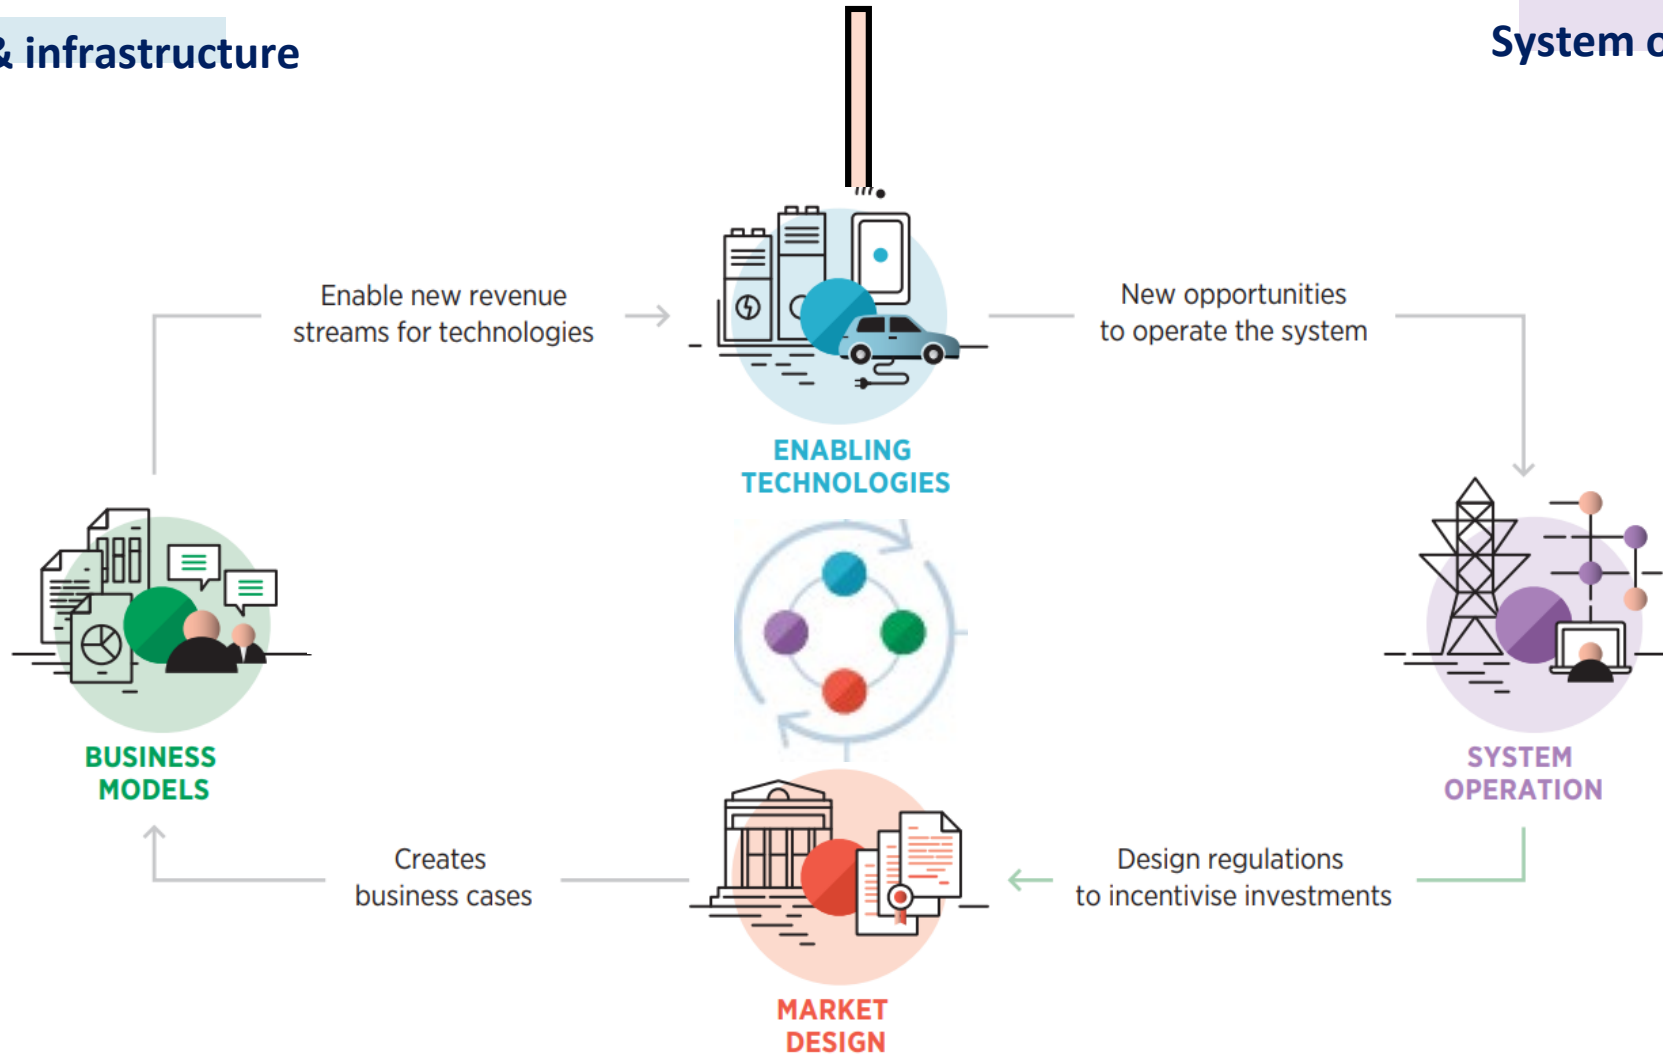 & infrastructure
System o
Enable new revenue
streams for technologies
New opportunities
to operate the system
ENABLING
TECHNOLOGIES
BUSINESS
MODELS
SYSTEM
OPERATION
Creates
business cases
Design regulations
to incentivise investments
MARKET
DESIGN